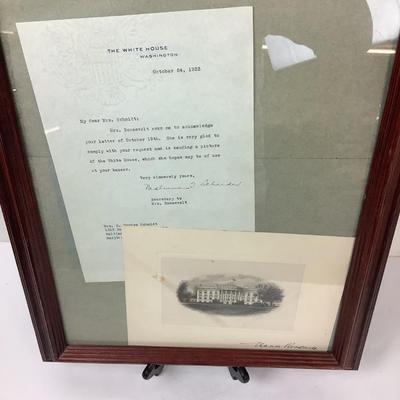 THE WHITE HOUSE
WASHINGTON
October 24, 1933
My dear Mrs. Schmidt:
Mrs. Roosevelt asks me to acknowledge
your letter of October 19th. She is very glad to
comply with your request and is sending a picture
of the White House, which she hopes may be of use
at your bazaar.
Very sincerely yours,
Secretary to
Mrs. Roosevelt
Schmidt